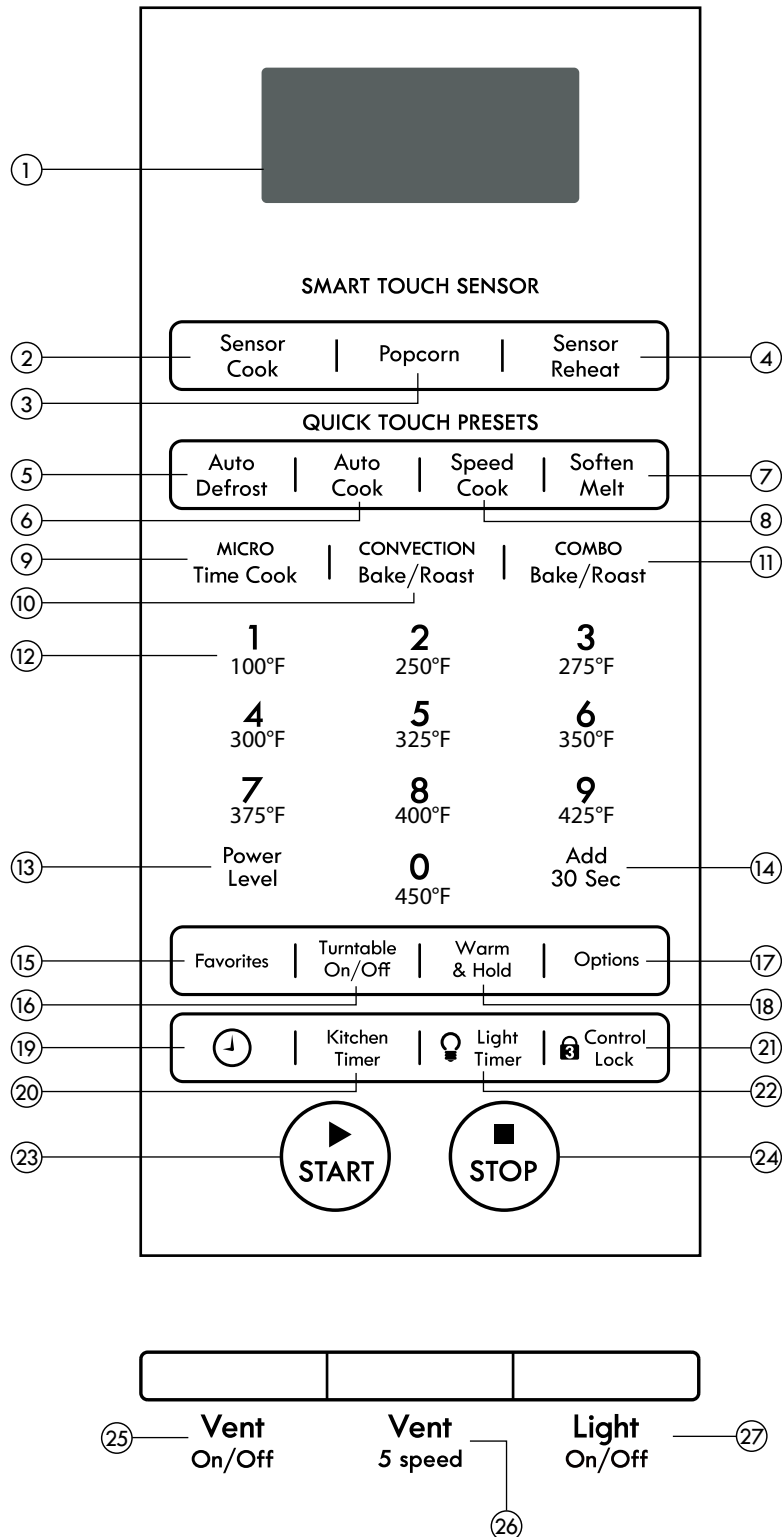 1
SMART TOUCH SENSOR
2
Sensor
Cook
Popcorn
Sensor
Reheat
4
3
QUICK TOUCH PRESETS
5
Auto
Defrost
Auto
Cook
Speed
Cook
Soften
Melt
7
6
8
9
MICRO
Time Cook
CONVECTION
Bake/Roast
COMBO
Bake/Roast
11
10
12
1
100°F
2
250°F
3
275°F
4
300°F
5
325°F
6
350°F
7
375°F
8
400°F
9
425°F
13
Power
Level
0
450°F
Add
30 Sec
14
15
Favorites
Turntable
On/Off
Warm
& Hold
Options
17
16
18
19
Kitchen
Timer
Light
Timer
3
Control
Lock
21
20
22
23
START
STOP
24
25
Vent
On/Off
Vent
5 speed
Light
On/Off
27
26